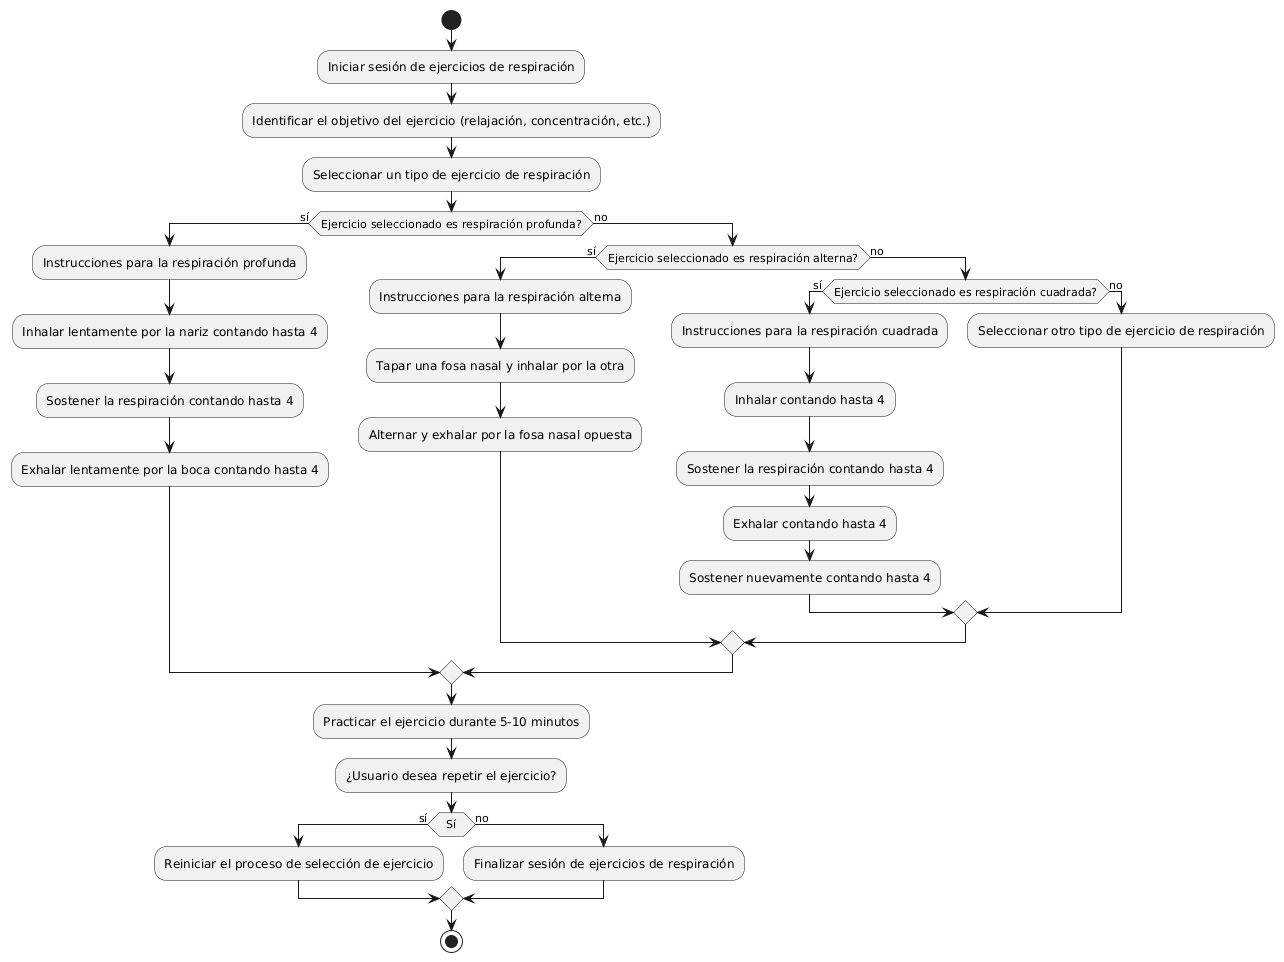 Iniciar sesión de ejercicios de respiración
Identificar el objetivo del ejercicio (relajación, concentración, etc.)
Seleccionar un tipo de ejercicio de respiración
sí
Ejercicio seleccionado es respiración profunda?
no
Instrucciones para la respiración profunda
Inhalar lentamente por la nariz contando hasta 4
Sostener la respiración contando hasta 4
Exhalar lentamente por la boca contando hasta 4
sí
Ejercicio seleccionado es respiración alterna?
no
Instrucciones para la respiración alterna
Tapar una fosa nasal y inhalar por la otra
Alternar y exhalar por la fosa nasal opuesta
sí
Ejercicio seleccionado es respiración cuadrada?
no
Instrucciones para la respiración cuadrada
Inhalar contando hasta 4
Sostener la respiración contando hasta 4
Exhalar contando hasta 4
Sostener nuevamente contando hasta 4
Seleccionar otro tipo de ejercicio de respiración
Practicar el ejercicio durante 5-10 minutos
¿Usuario desea repetir el ejercicio?
sí
Sí
no
Reiniciar el proceso de selección de ejercicio
Finalizar sesión de ejercicios de respiración